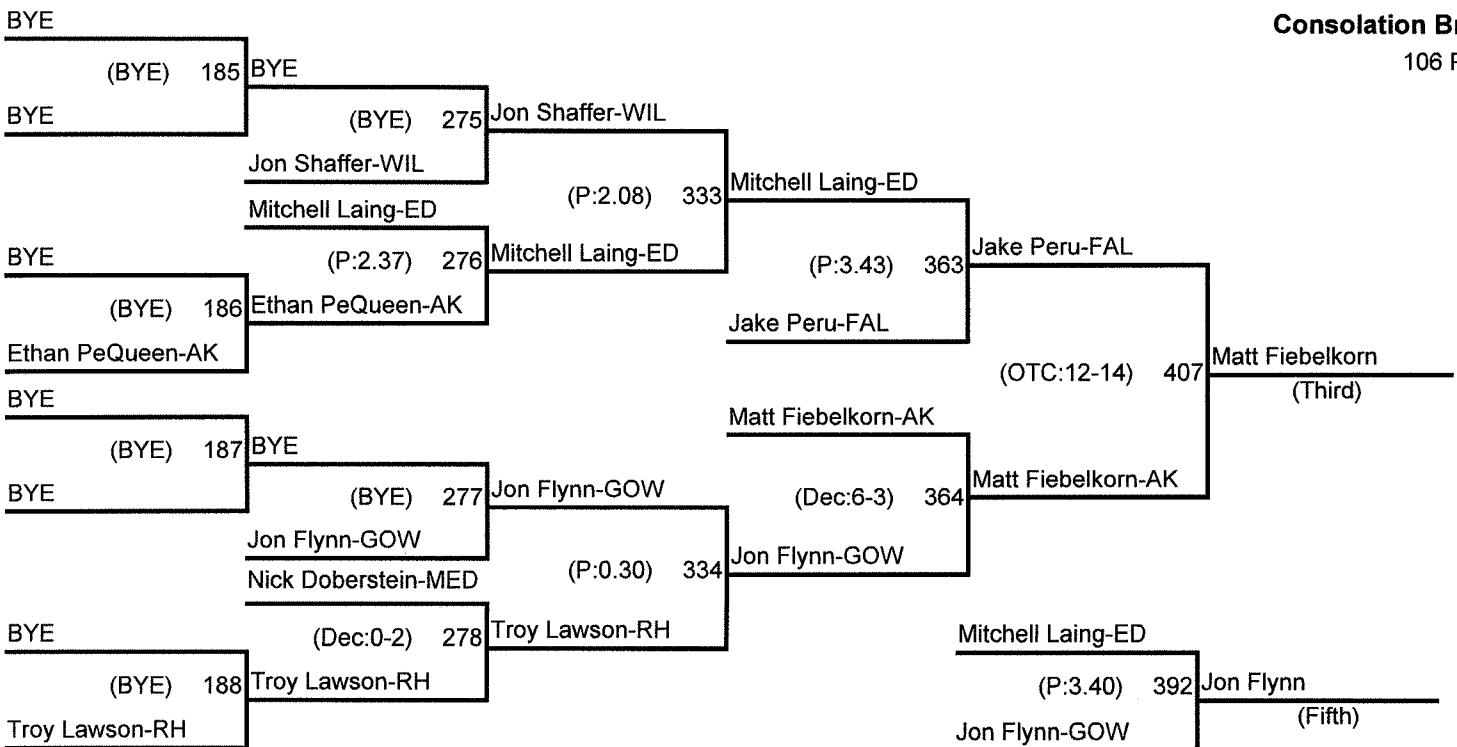 Consolation
106
BYE
(BYE) 185
BYE
BYE
(BYE) 275
Jon Shaffer-WIL
Jon Shaffer-WIL
(P:2.08) 333
Mitchell Laing-ED
(P:2.37) 276
Mitchell Laing-ED
BYE
(BYE) 186
Ethan PeQueen-AK
Ethan PeQueen-AK
Mitchell Laing-ED
(P:3.43) 363
Jake Peru-FAL
Jake Peru-FAL
(OTC:12-14) 407
Matt Fiebelkorn
(Third)
BYE
(BYE) 187
BYE
BYE
(BYE) 277
Jon Flynn-GOW
Jon Flynn-GOW
(P:0.30) 334
Nick Doberstein-MED
(Dec:0-2) 278
Troy Lawson-RH
BYE
(BYE) 188
Troy Lawson-RH
Troy Lawson-RH
Matt Fiebelkorn-AK
(Dec:6-3) 364
Jon Flynn-GOW
Matt Fiebelkorn-AK
Mitchell Laing-ED
(P:3.40) 392
Jon Flynn-GOW
Jon Flynn
(Fifth)